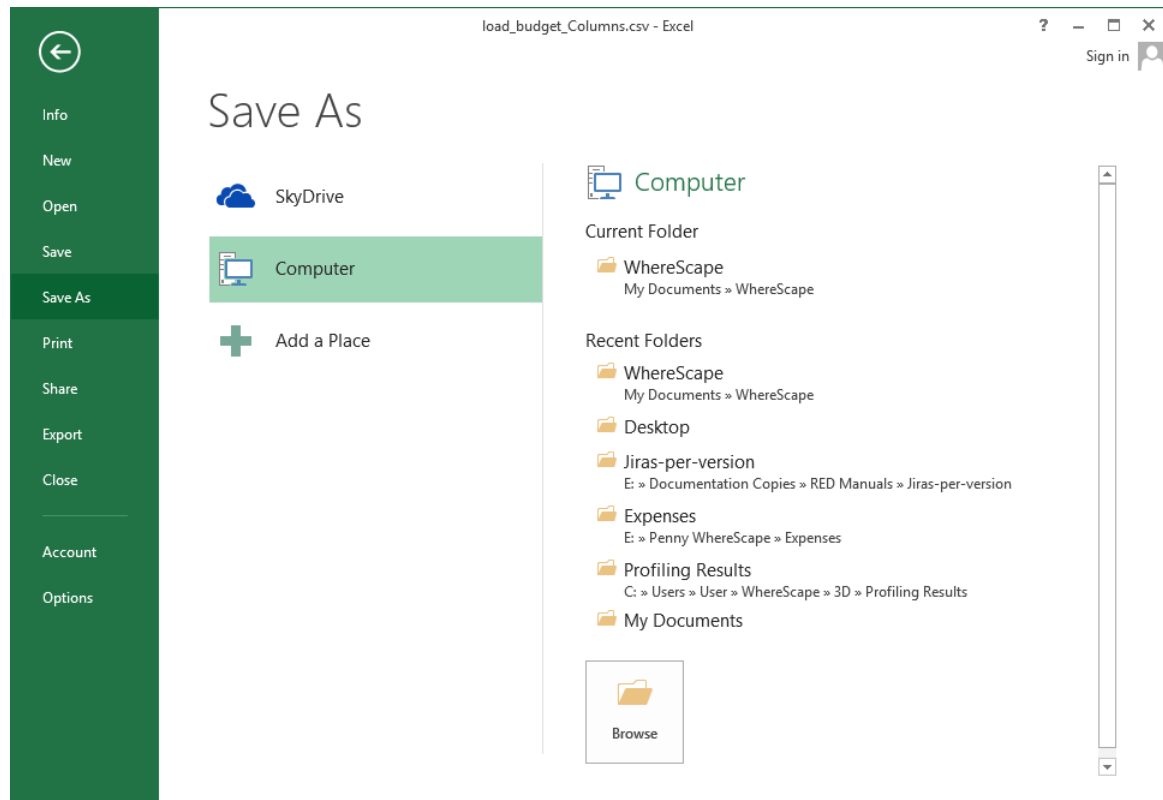 load_budget_Columns.csv - Excel
?
Sign in
Info
New
Open
Save
Save As
Print
Share
Export
Close
Account
Options
Save As
SkyDrive
Computer
Add a Place
Computer
Current Folder
WhereScape
My Documents » WhereScape
Recent Folders
WhereScape
My Documents » WhereScape
Desktop
Jiras-per-version
E: » Documentation Copies » RED Manuals » Jiras-per-version
Expenses
E: » Penny WhereScape » Expenses
Profiling Results
C: » Users » User » WhereScape » 3D » Profiling Results
My Documents
Browse